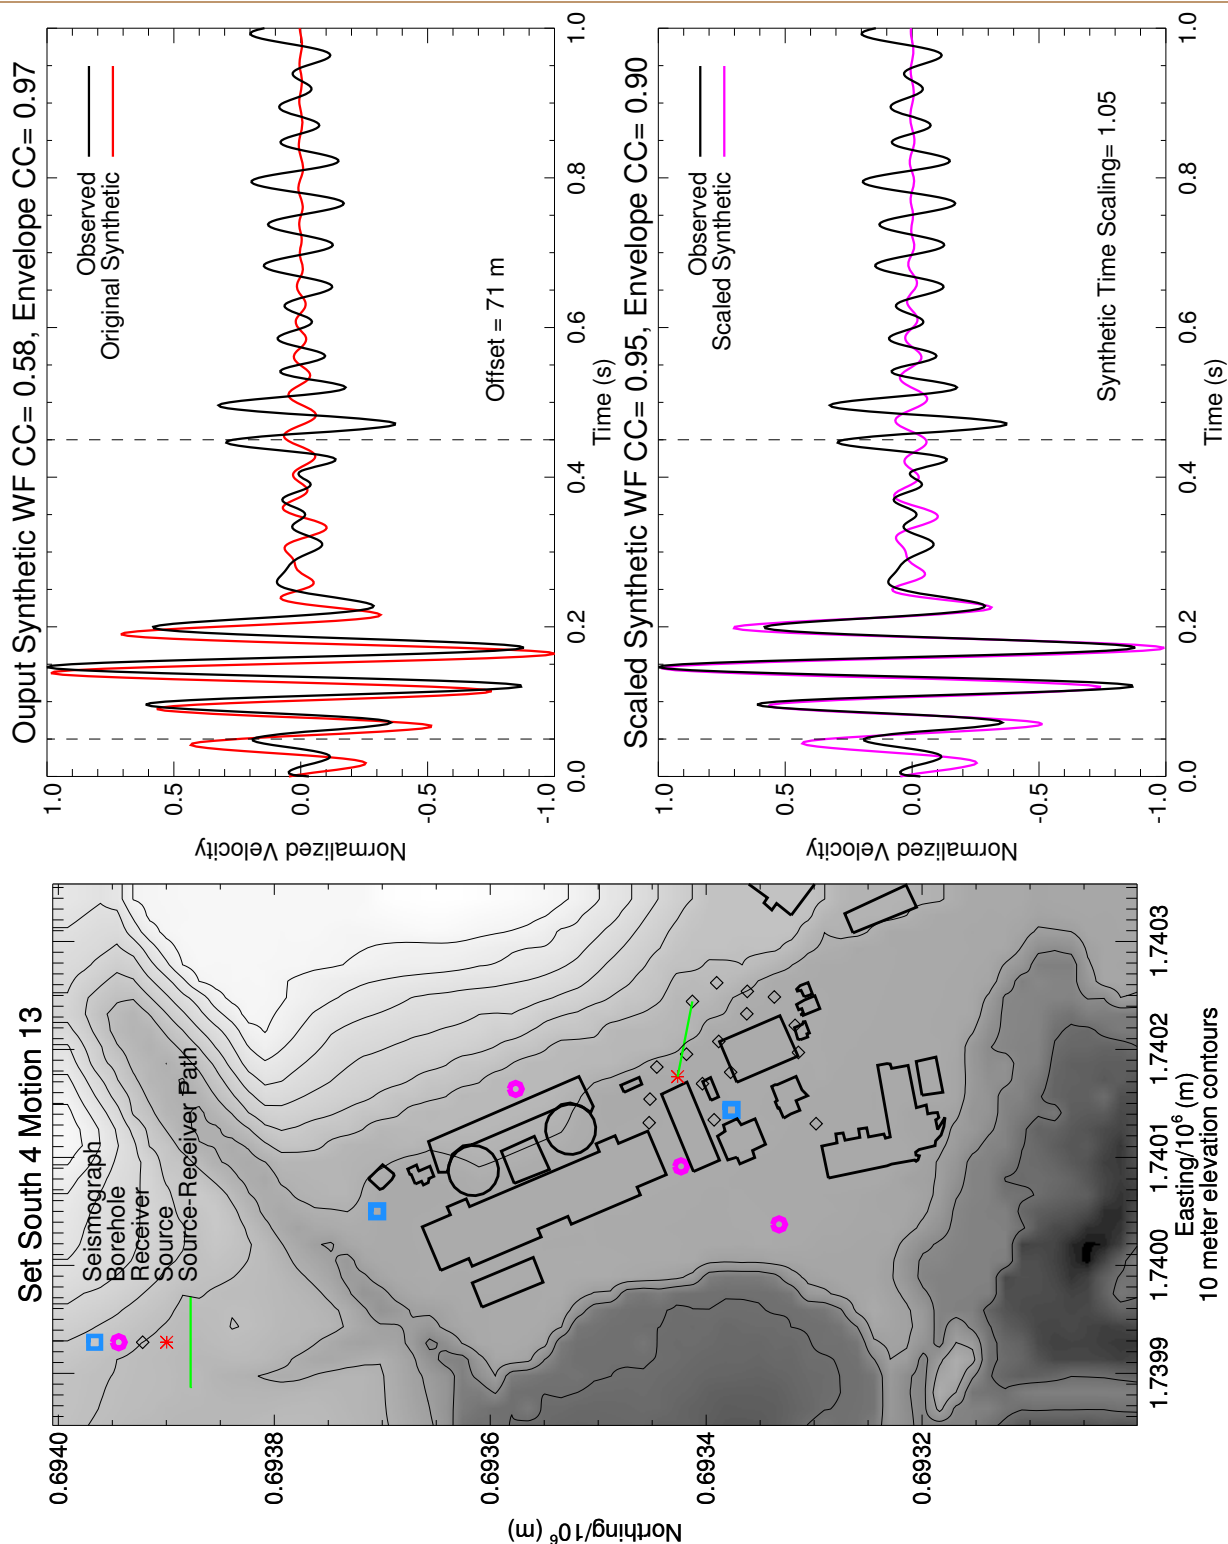 Set South 4 Motion 13
Seismograph
Borehole
Receiver
Source
Source-Receiver Path
0.6940
0.6938
0.6936
0.6934
0.6932
Northing/10⁶ (m)
1.7399
1.7400
1.7401
1.7402
1.7403
Easting/10⁶ (m)
10 meter elevation contours
Ouput Synthetic WF CC= 0.58, Envelope CC= 0.97
Observed
Original Synthetic
Offset = 71 m
1.0
0.5
0.0
-0.5
-1.0
Normalized Velocity
0.0
0.2
0.4
0.6
0.8
1.0
Time (s)
Scaled Synthetic WF CC= 0.95, Envelope CC= 0.90
Observed
Scaled Synthetic
Synthetic Time Scaling= 1.05
1.0
0.5
0.0
-0.5
-1.0
Normalized Velocity
0.0
0.2
0.4
0.6
0.8
1.0
Time (s)